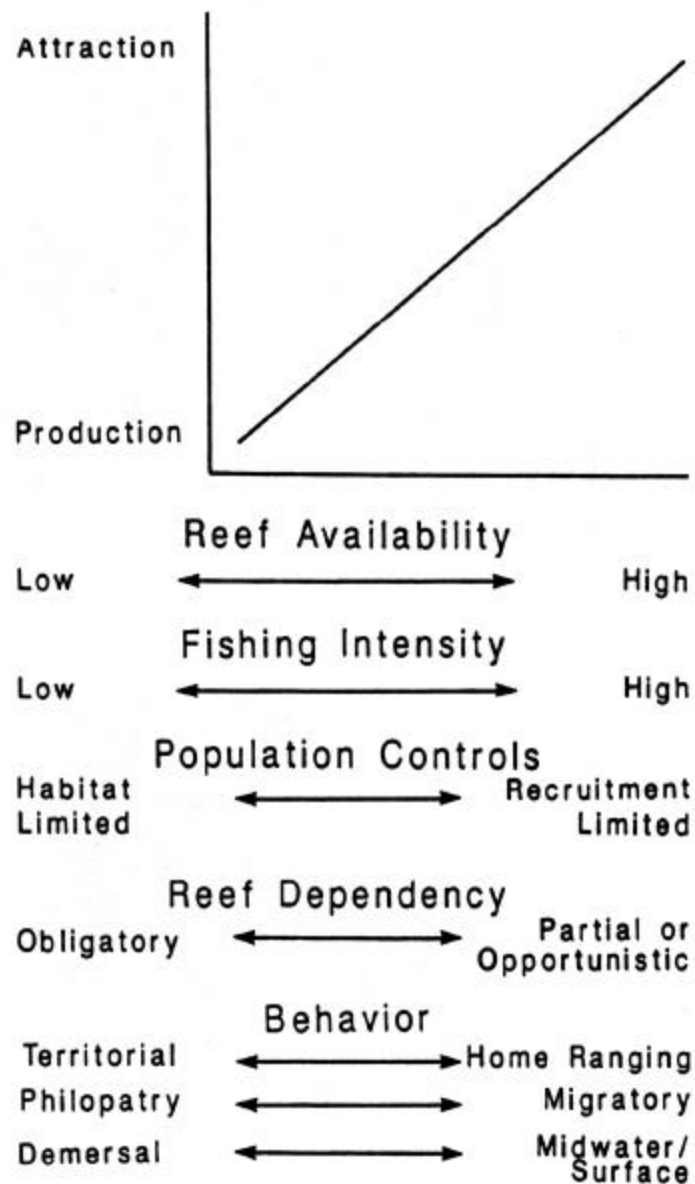 Attraction
Production
Reef Availability
Low High
Fishing Intensity
Low High
Population Controls
Habitat Recruitment
Limited Limited
Reef Dependency
Obligatory Partial or
Opportunistic
Behavior
Territorial Home Ranging
Philopatry Migratory
Demersal Midwater/
Surface